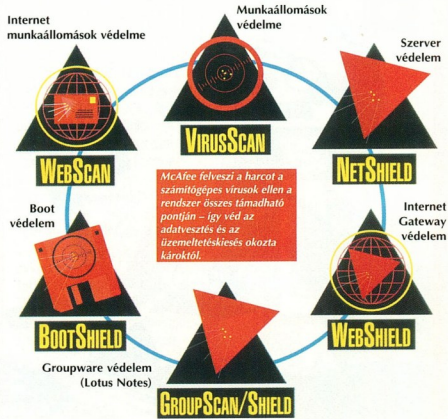 Internet
munkaállomások védelme
Munkaállomások
védelme
Szerver
védelem
WEBSCAN
VIRUSSCAN
NETSHIELD
McAfee felveszi a harcot a
számítógépes vírusok ellen a
rendszer összes támadható
pontján – így véd az
adatvesztés és az
üzemeltetéskiesés okozta
károktól.
Boot
védelem
Internet
Gateway
védelem
BOOTSHIELD
WEBSHIELD
Groupware védelem
(Lotus Notes)
GROUPSCAN/SHIELD